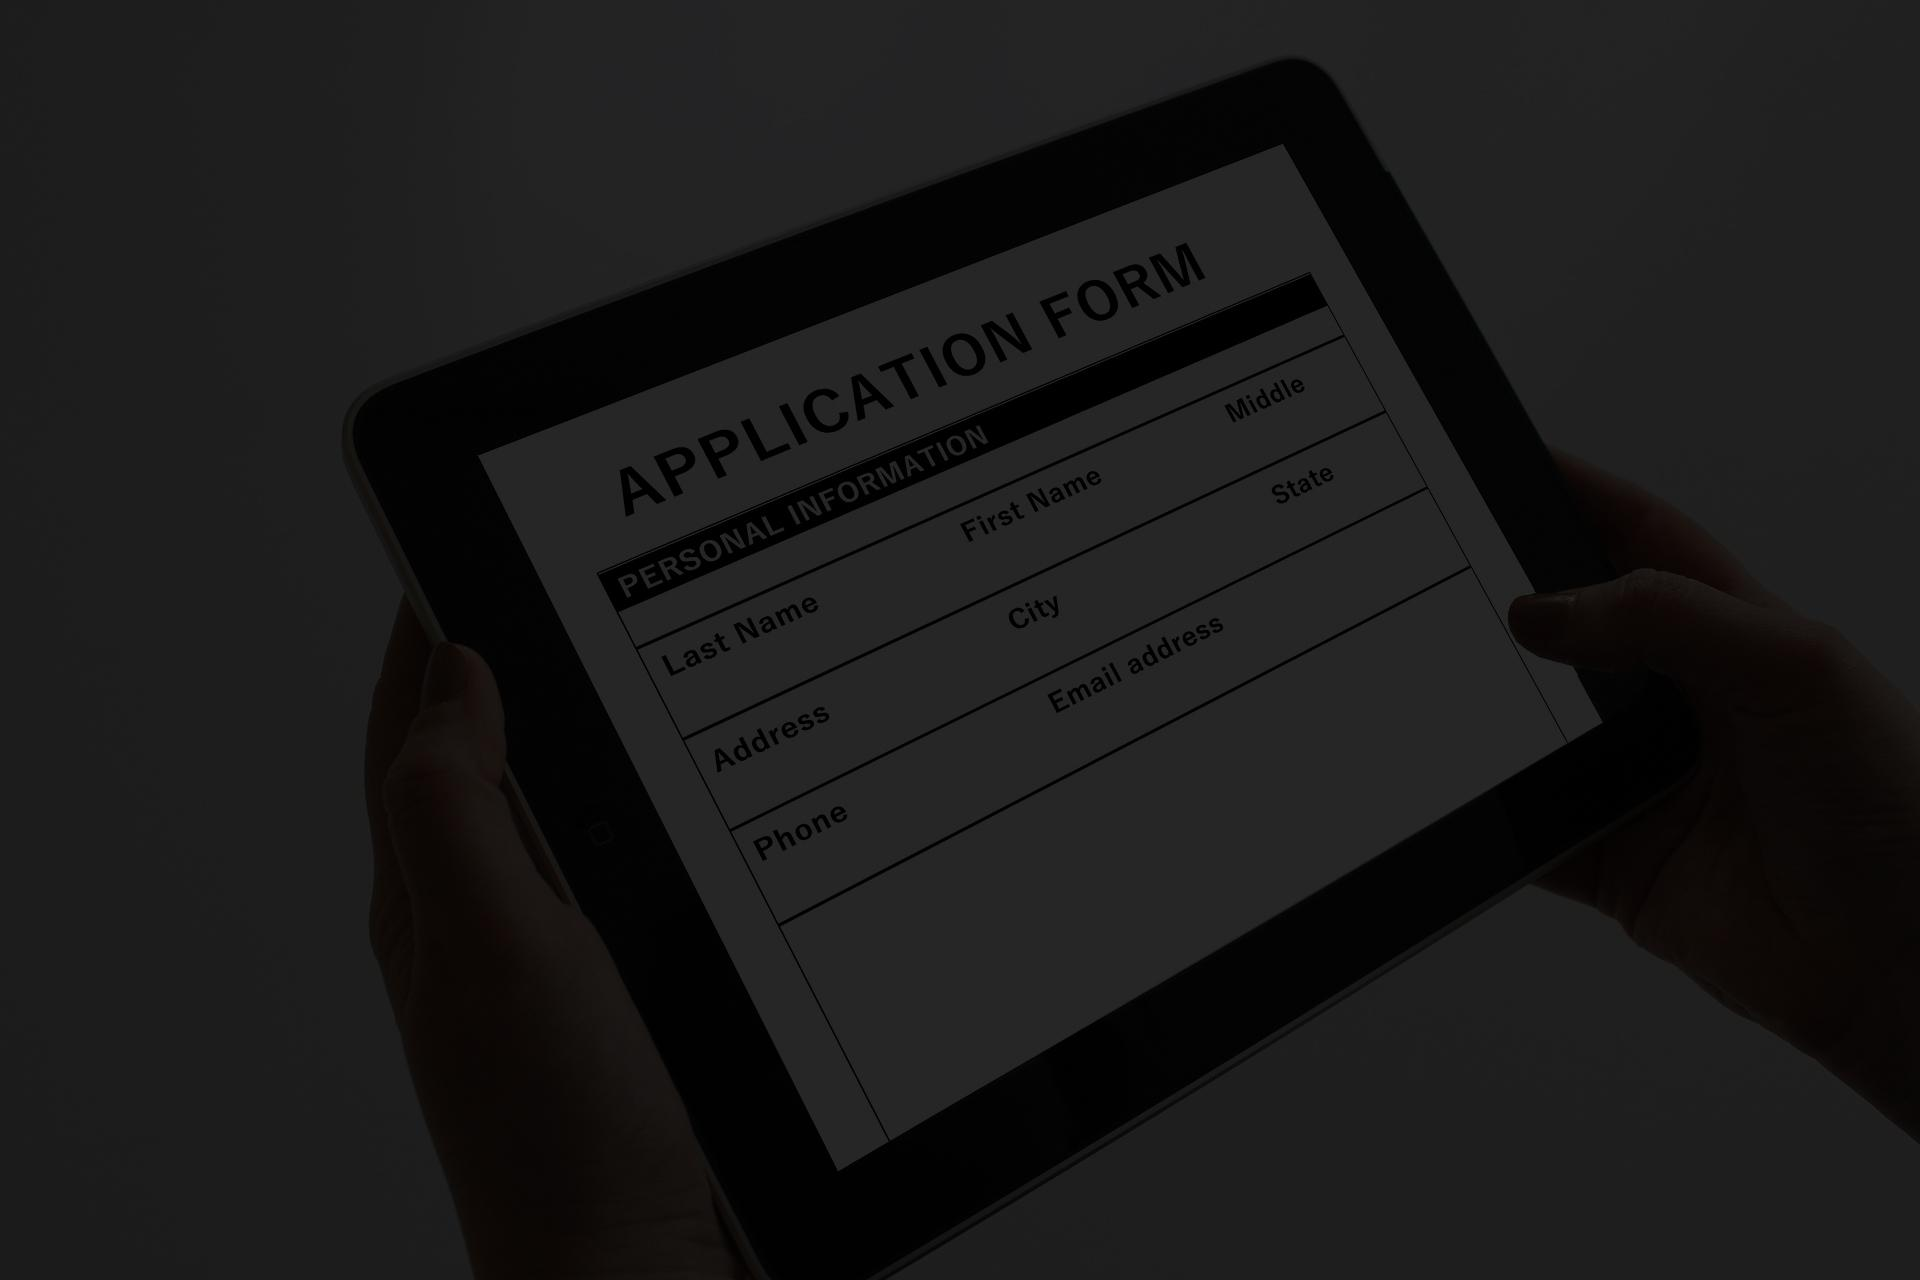 APPLICATION FORM
PERSONAL INFORMATION
Last Name First Name Middle
Address City State
Phone Email address